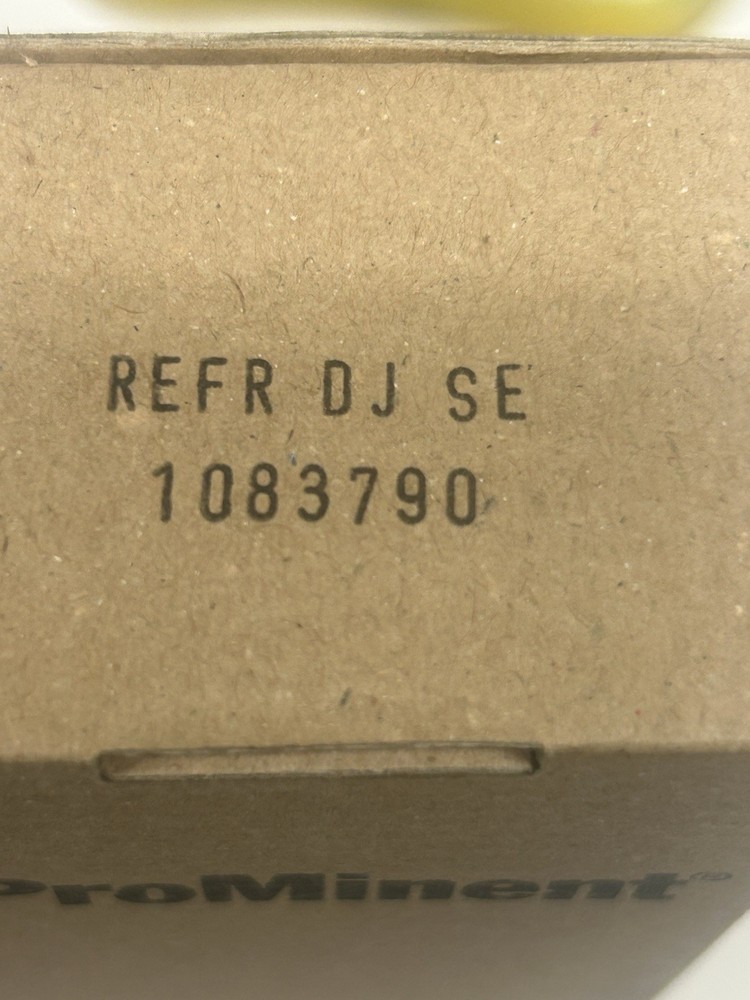 REFR DJ SE
1083790
ProMinent®